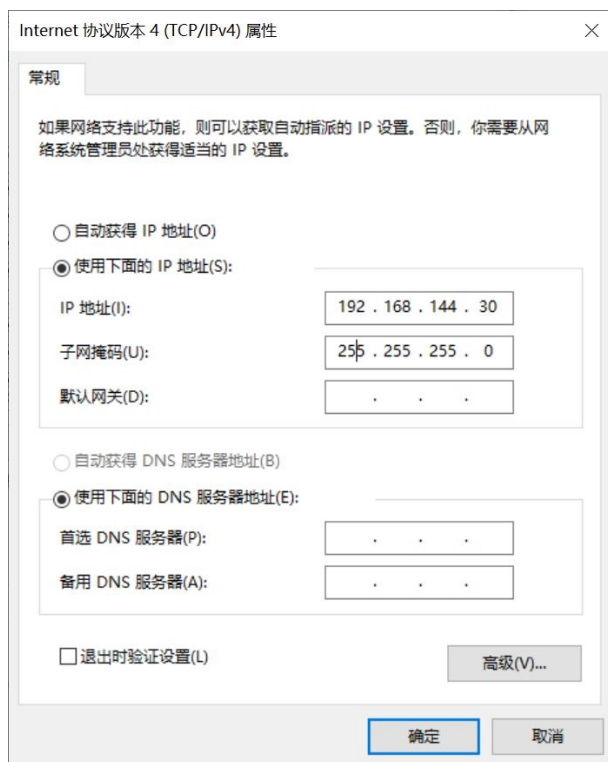 Internet 协议版本 4 (TCP/IPv4) 属性
常规
如果网络支持此功能，则可以获取自动指派的 IP 设置。否则，你需要从网
络系统管理员处获得适当的 IP 设置。
自动获得 IP 地址(O)
使用下面的 IP 地址(S):
IP 地址(I): 192 . 168 . 144 . 30
子网掩码(U): 255 . 255 . 255 . 0
默认网关(D): . . .
自动获得 DNS 服务器地址(B)
使用下面的 DNS 服务器地址(E):
首选 DNS 服务器(P): . . .
备用 DNS 服务器(A): . . .
退出时验证设置(L)
高级(V)...
确定 取消